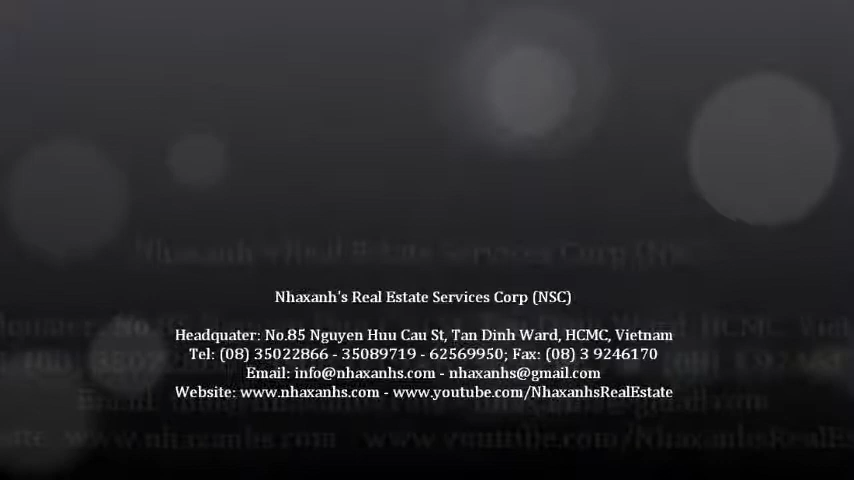 Nhaxanh's Real Estate Services Corp (NSC)
Headquater: No.85 Nguyen Huu Cau St, Tan Dinh Ward, HCMC, Vietnam
Tel: (08) 35022866 - 35089719 - 62569950; Fax: (08) 3 9246170
Email: info@nhaxanhs.com - nhaxanhs@gmail.com
Website: www.nhaxanhs.com - www.youtube.com/NhaxanhsRealEstate